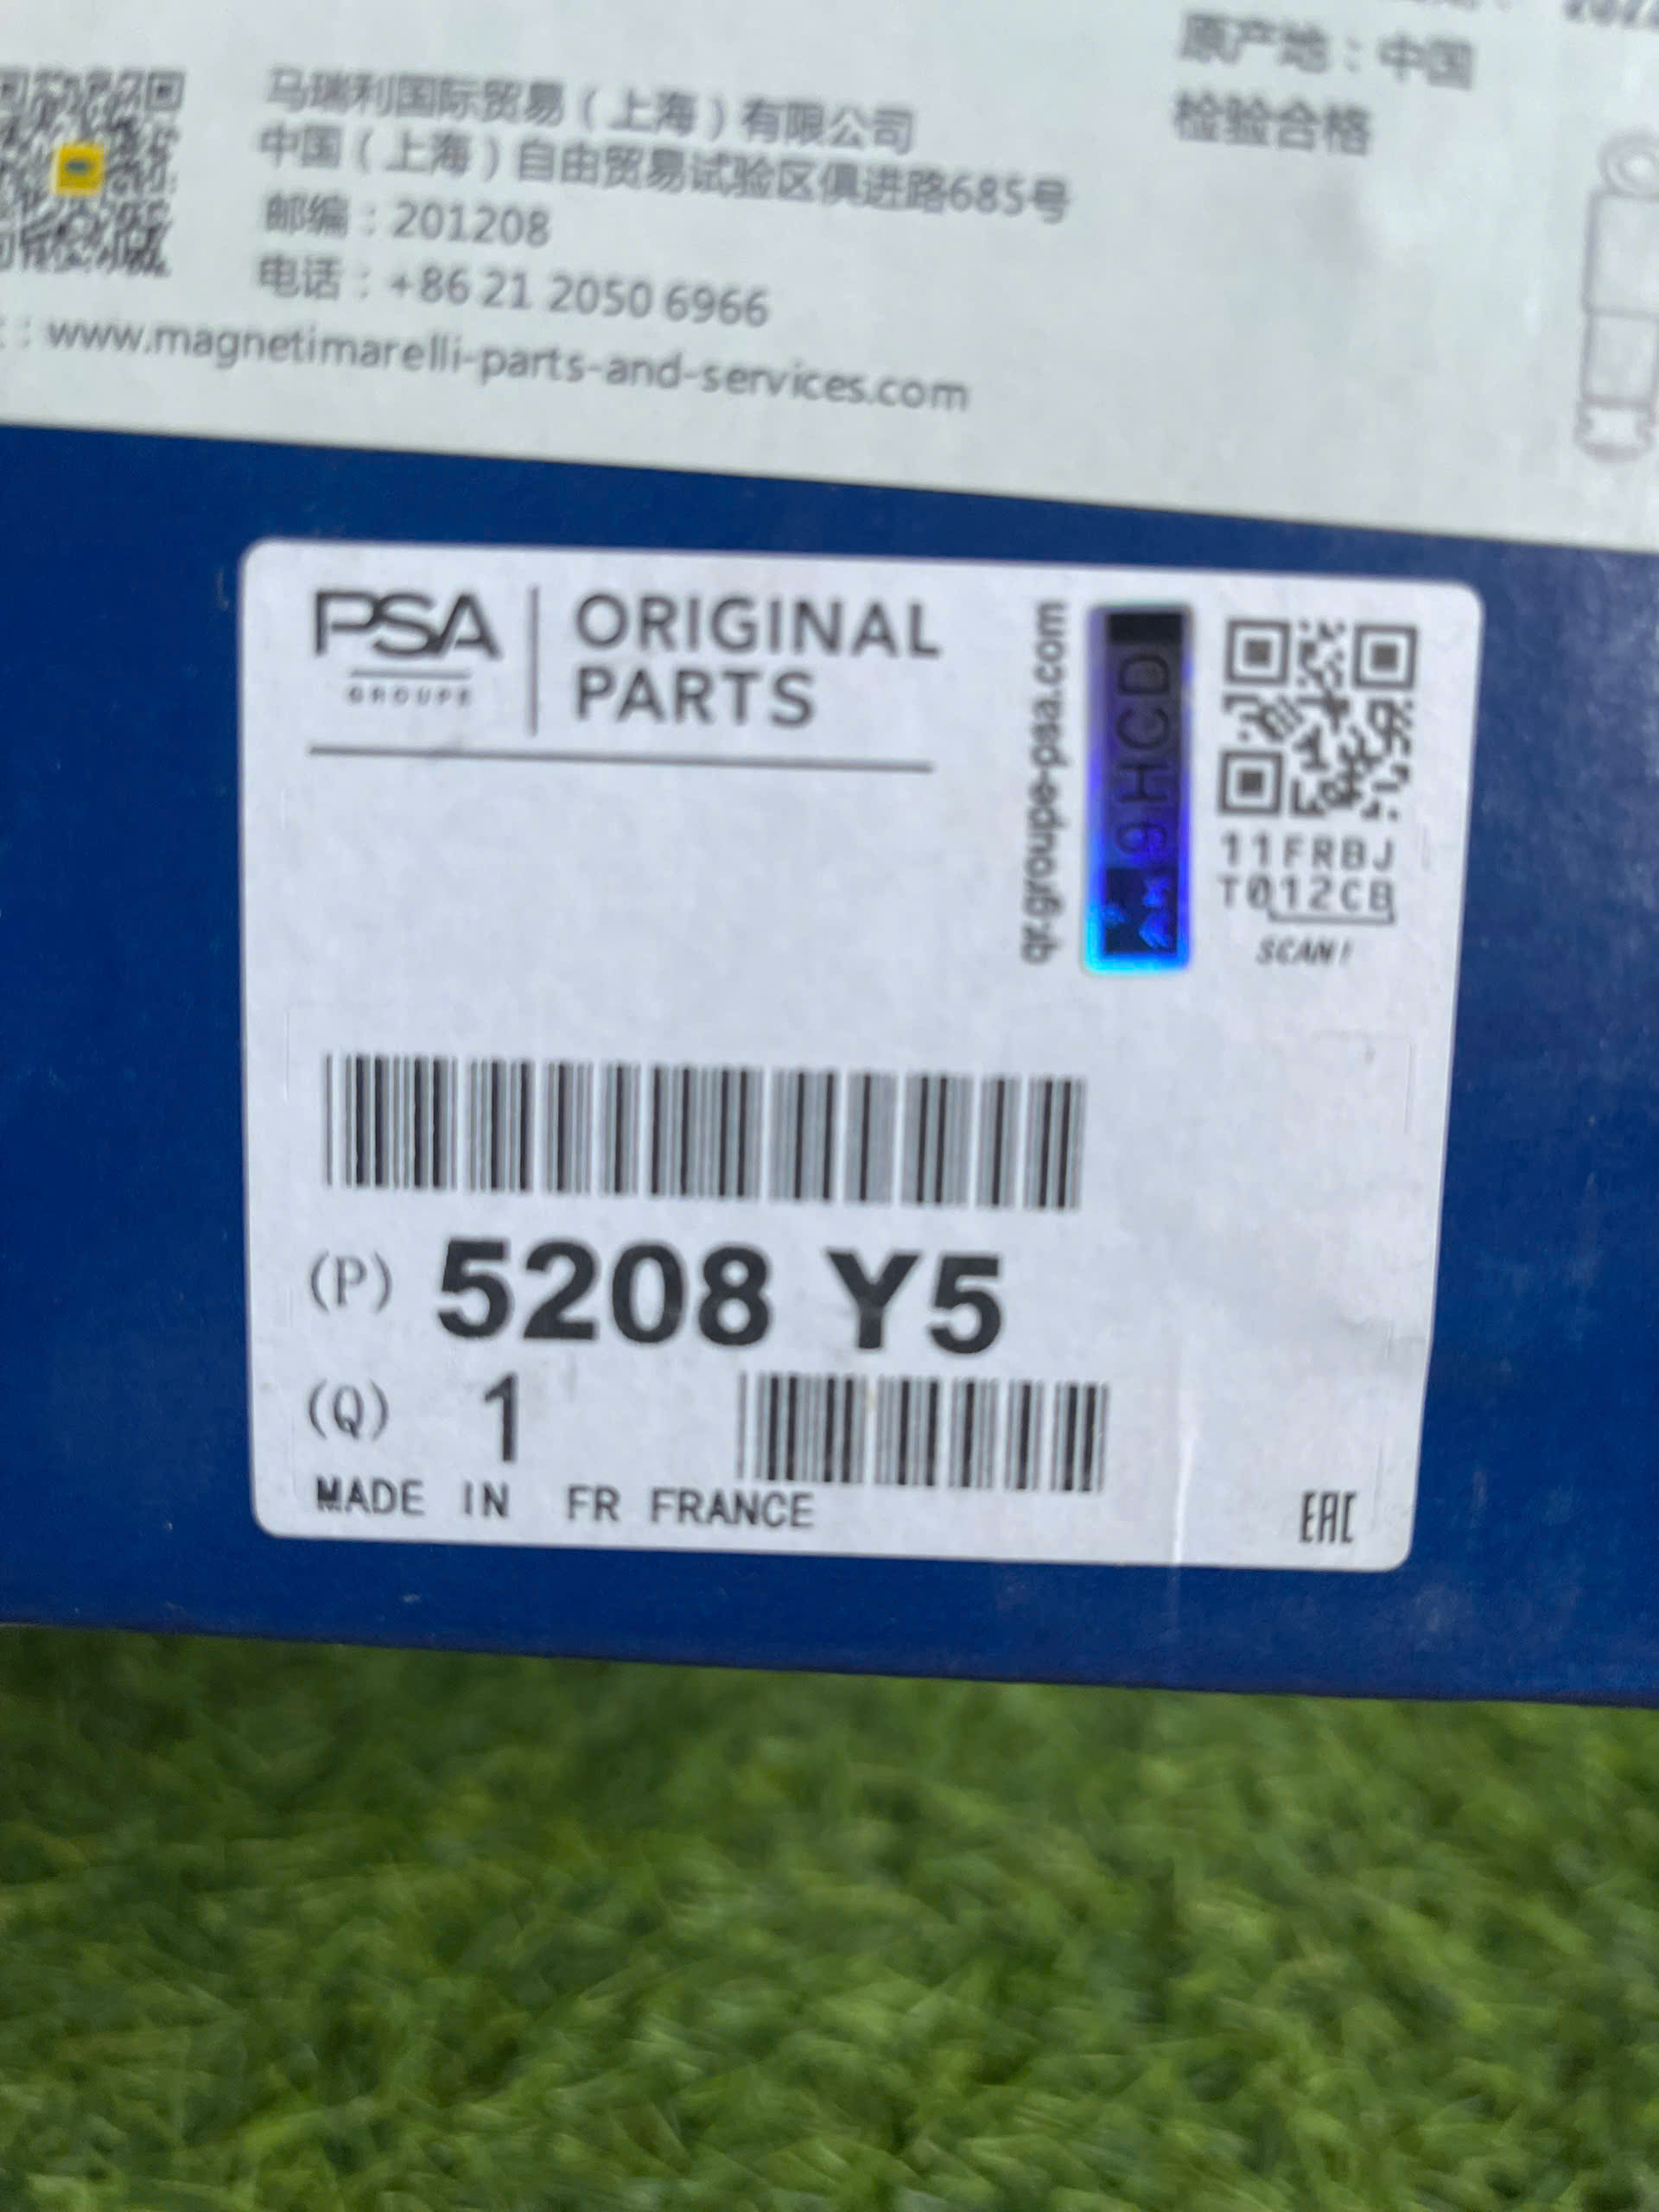 原产地：中国
检验合格
马瑞利国际贸易（上海）有限公司
中国（上海）自由贸易试验区俱进路685号
邮编：201208
电话：+86 21 2050 6966
：www.magnetimarelli-parts-and-services.com
PSA
GROUPE
ORIGINAL
PARTS
qr.groupe-psa.com
9HCD
11FRBJ
T012CB
SCAN!
(P) 5208 Y5
(Q) 1
MADE IN FR FRANCE
EAC